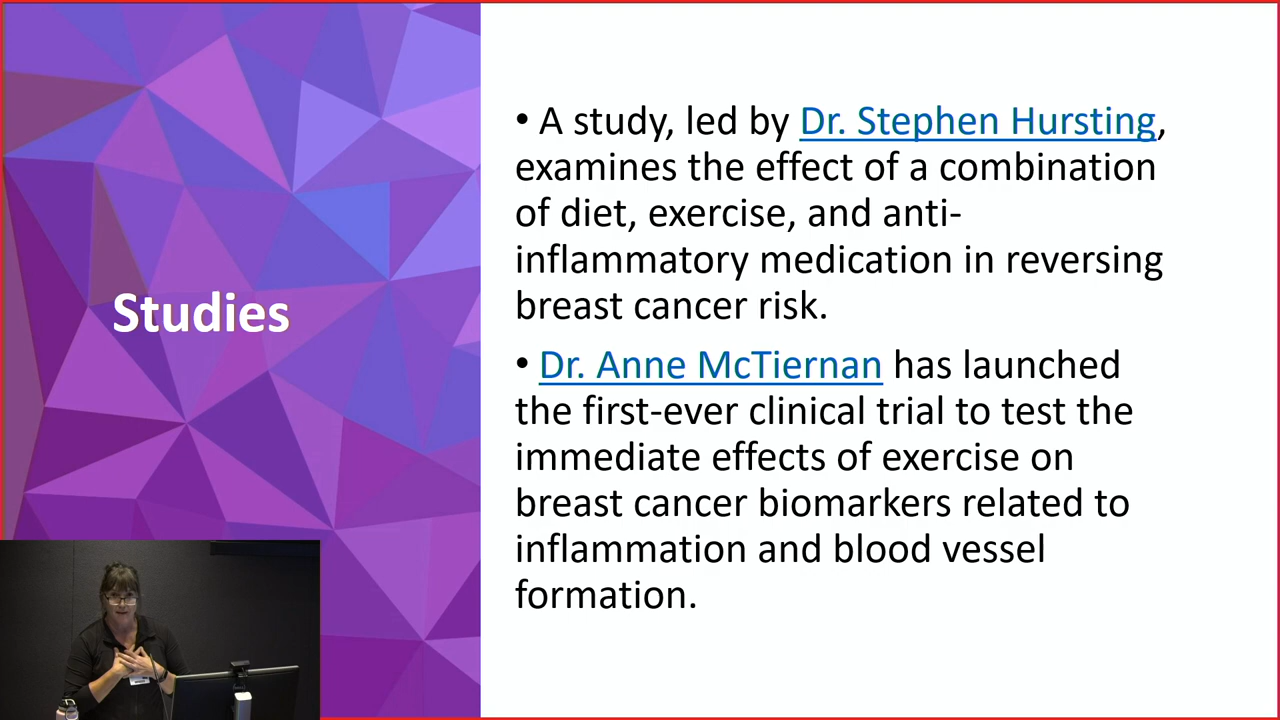 Studies
• A study, led by Dr. Stephen Hursting,
examines the effect of a combination
of diet, exercise, and anti-
inflammatory medication in reversing
breast cancer risk.
• Dr. Anne McTiernan has launched
the first-ever clinical trial to test the
immediate effects of exercise on
breast cancer biomarkers related to
inflammation and blood vessel
formation.